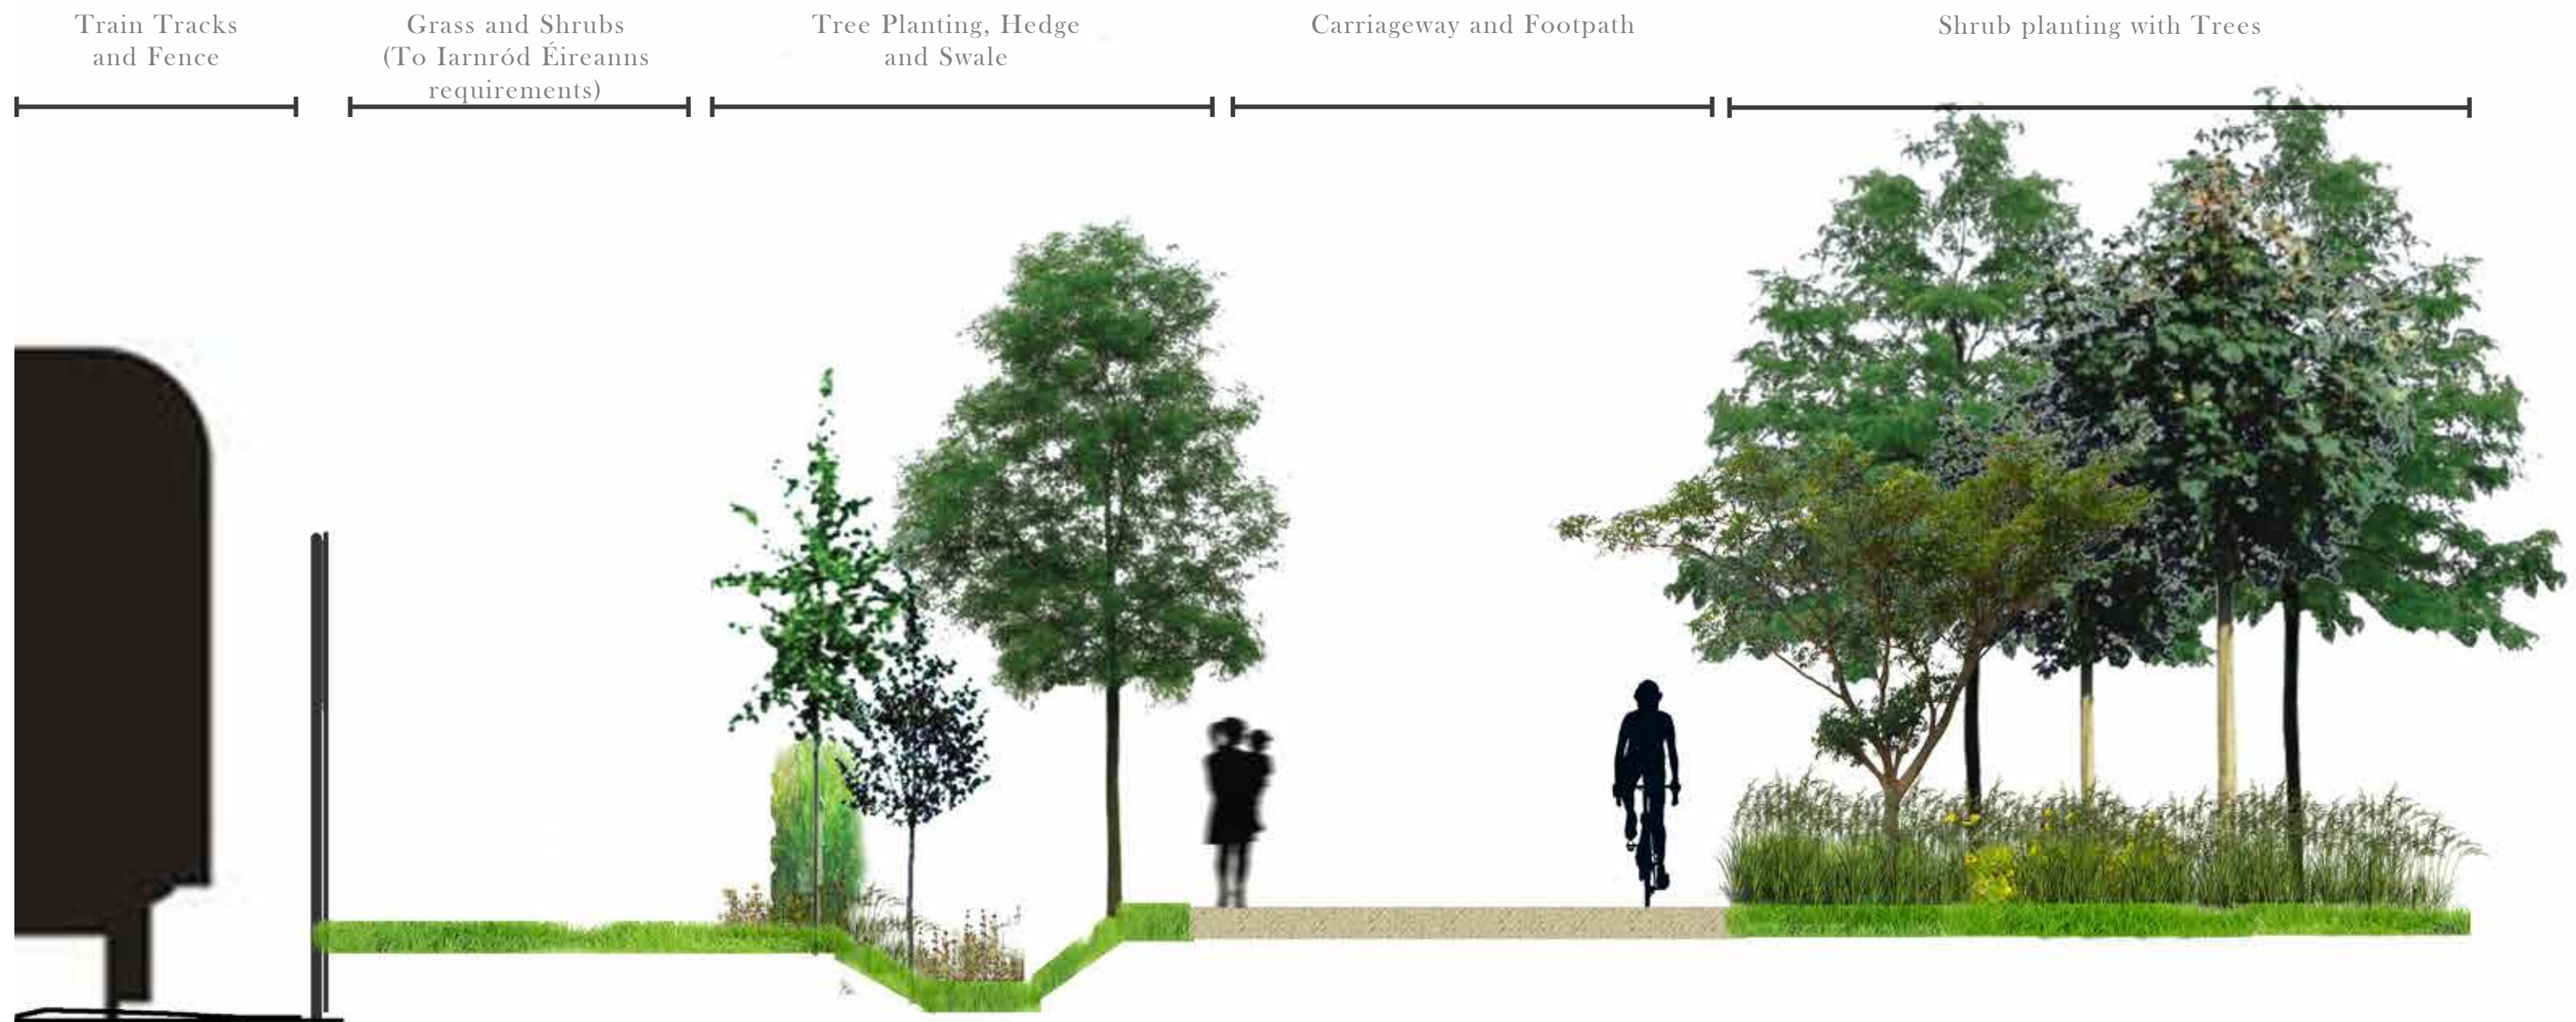 Train Tracks
and Fence
Grass and Shrubs
(To Iarnród Éireanns
requirements)
Tree Planting, Hedge
and Swale
Carriageway and Footpath
Shrub planting with Trees